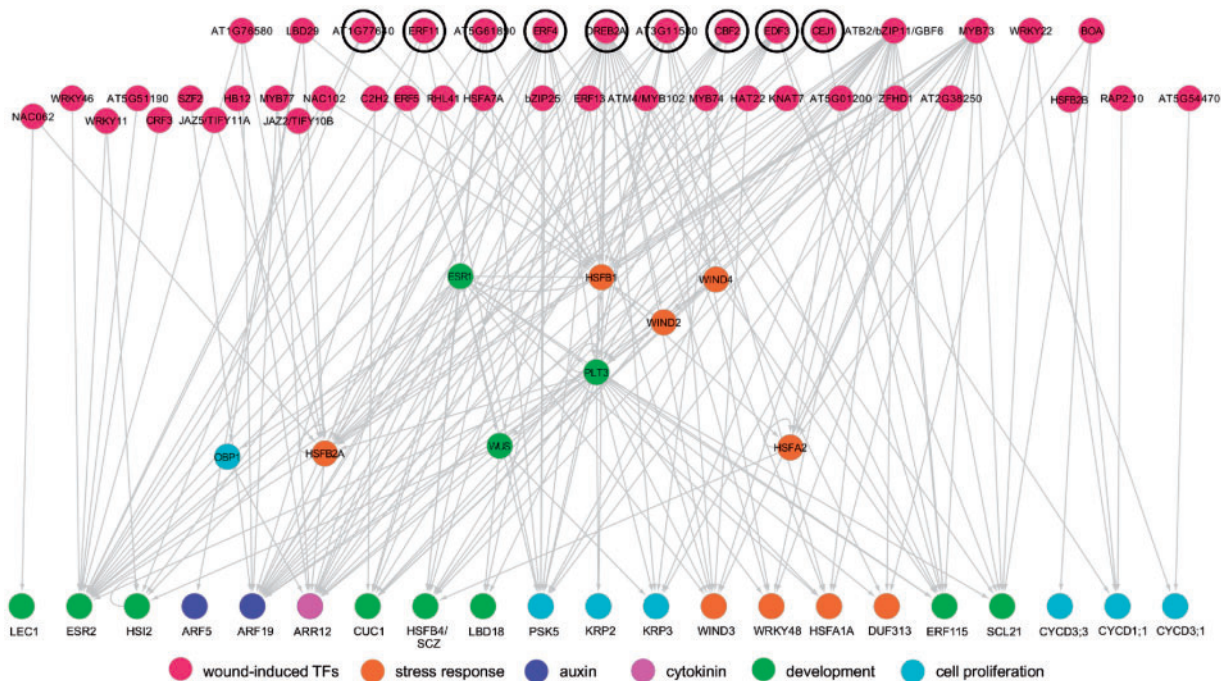 AT1G76580 LBD29 AT1G77640 ERF11 AT5G61890 ERF4 DREB2A AT3G11580 CBF2 EDF3 CEJ1 ATB2/bZIP11/GBF6 MYB73 WRKY22 BOA
WRKY46 AT5G51190 SZF2 HB12 MYB77 NAC102 C2H2 ERF5 RHL41 HSFA7A bZIP25 ERF13 ATM4/MYB102 MYB74 HAT22 KNAT7 AT5G01200 ZFHD1 AT2G38250 HSFB2B RAP2.10 AT5G54470
NAC062 WRKY11 CRF3 JAZ5/TIFY11A JAZ2/TIFY10B
ESR1 HSFB1 WIND4
WIND2
PLT3
OBP1 HSFB2A WUS HSFA2
LEC1 ESR2 HSI2 ARF5 ARF19 ARR12 CUC1 HSFB4/ LBD18 PSK5 KRP2 KRP3 WIND3 WRKY48 HSFA1A DUF313 ERF115 SCL21 CYCD3;3 CYCD1;1 CYCD3;1
SCZ
wound-induced TFs stress response auxin cytokinin development cell proliferation